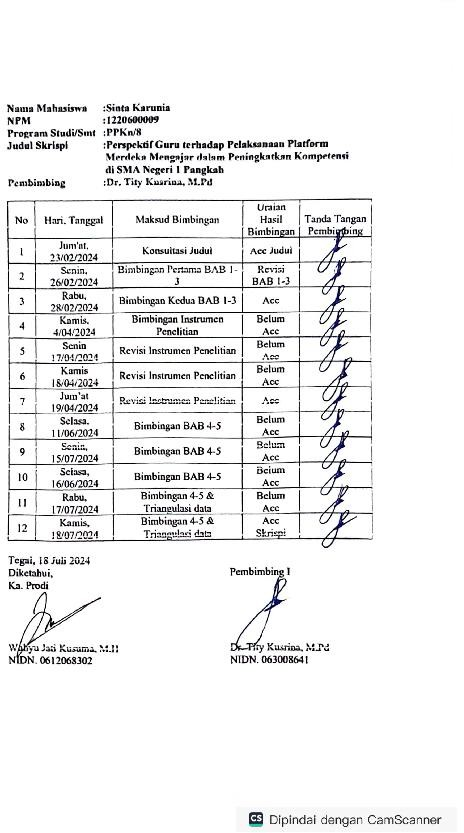 Nama Mahasiswa :Sinta Karunia
NPM :1220600009
Program Studi/Smt :PPKn/8
Judul Skripsi :Perspektif Guru terhadap Pelaksanaan Platform
Merdeka Mengajar dalam Peningkatkan Kompetensi
di SMA Negeri 1 Pangkah
Pembimbing :Dr. Tity Kusrina, M.Pd
No Hari, Tanggal Maksud Bimbingan Uraian Hasil Bimbingan Tanda Tangan Pembimbing
1 Jum'at, 23/02/2024 Konsultasi Judul Acc Judul
2 Senin, 26/02/2024 Bimbingan Pertama BAB 1-3 Revisi BAB 1-3
3 Rabu, 28/02/2024 Bimbingan Kedua BAB 1-3 Acc
4 Kamis, 4/04/2024 Bimbingan Instrumen Penelitian Belum Acc
5 Senin 17/04/2024 Revisi Instrumen Penelitian Belum Acc
6 Kamis 18/04/2024 Revisi Instrumen Penelitian Belum Acc
7 Jum'at 19/04/2024 Revisi Instrumen Penelitian Acc
8 Selasa, 11/06/2024 Bimbingan BAB 4-5 Belum Acc
9 Senin, 15/07/2024 Bimbingan BAB 4-5 Belum Acc
10 Selasa, 16/06/2024 Bimbingan BAB 4-5 Belum Acc
11 Rabu, 17/07/2024 Bimbingan 4-5 & Triangulasi data Belum Acc
12 Kamis, 18/07/2024 Bimbingan 4-5 & Triangulasi data Acc Skripsi
Tegal, 18 Juli 2024
Diketahui,
Ka. Prodi Pembimbing I
Wahyu Jati Kusuma, M.H Dr. Tity Kusrina, M.Pd
NIDN. 0612068302 NIDN. 063008641
CS Dipindai dengan CamScanner